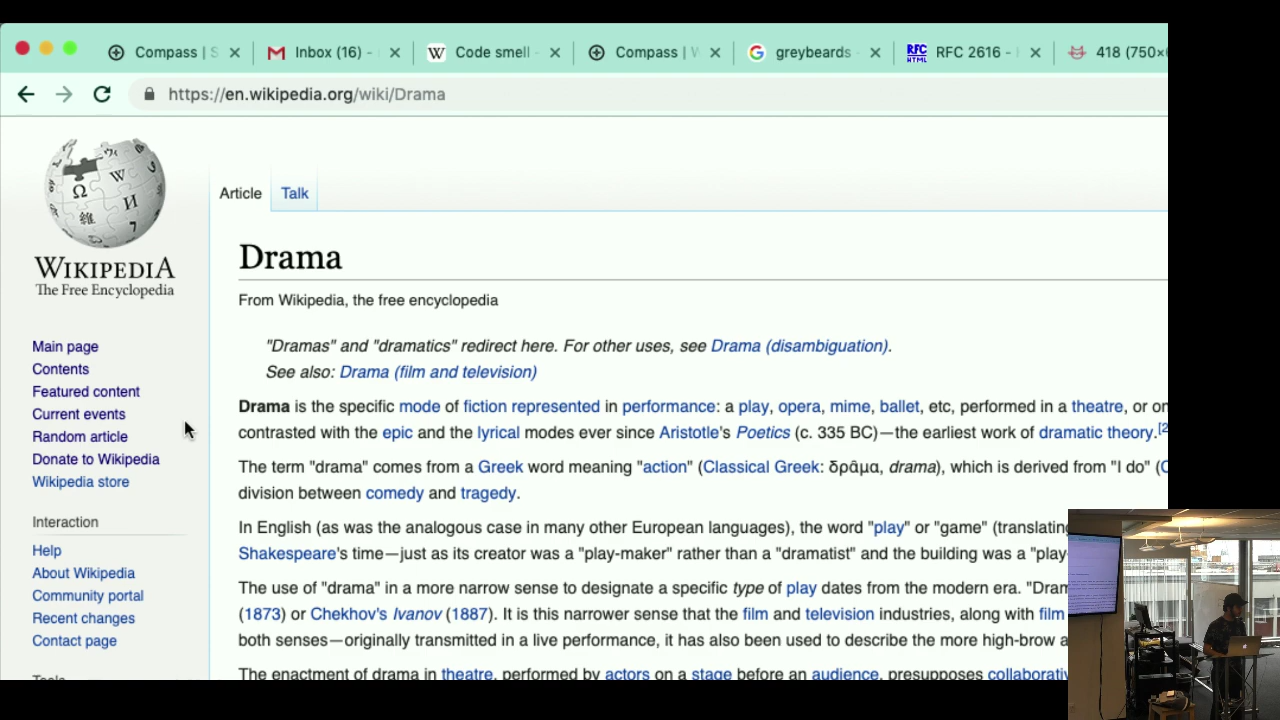 Compass | S
Inbox (16) -
Code smell -
Compass | W
greybeards -
RFC 2616 - H
418 (750×6
https://en.wikipedia.org/wiki/Drama
WIKIPEDIA
The Free Encyclopedia
Main page
Contents
Featured content
Current events
Random article
Donate to Wikipedia
Wikipedia store
Interaction
Help
About Wikipedia
Community portal
Recent changes
Contact page
Tools
Article
Talk
Drama
From Wikipedia, the free encyclopedia
"Dramas" and "dramatics" redirect here. For other uses, see Drama (disambiguation).
See also: Drama (film and television)
Drama is the specific mode of fiction represented in performance: a play, opera, mime, ballet, etc, performed in a theatre, or on
contrasted with the epic and the lyrical modes ever since Aristotle's Poetics (c. 335 BC)—the earliest work of dramatic theory.[2
The term "drama" comes from a Greek word meaning "action" (Classical Greek: δρᾶμα, drama), which is derived from "I do" (C
division between comedy and tragedy.
In English (as was the analogous case in many other European languages), the word "play" or "game" (translating
Shakespeare's time—just as its creator was a "play-maker" rather than a "dramatist" and the building was a "play-
The use of "drama" in a more narrow sense to designate a specific type of play dates from the modern era. "Dram
(1873) or Chekhov's Ivanov (1887). It is this narrower sense that the film and television industries, along with film
both senses—originally transmitted in a live performance, it has also been used to describe the more high-brow a
The enactment of drama in theatre, performed by actors on a stage before an audience, presupposes collaborativ